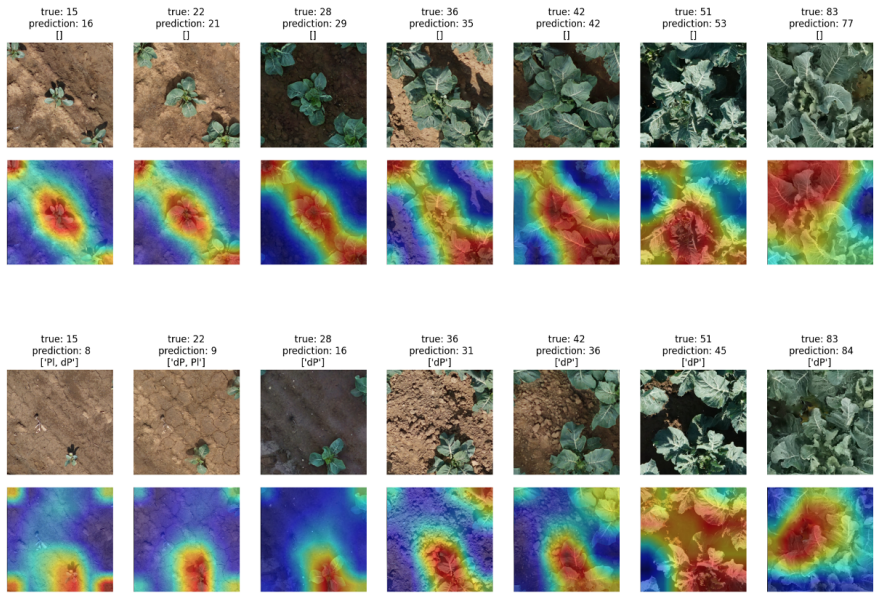 true: 15 true: 22 true: 28 true: 36 true: 42 true: 51 true: 83
prediction: 16 prediction: 21 prediction: 29 prediction: 35 prediction: 42 prediction: 53 prediction: 77
[] [] [] [] [] [] []
true: 15 true: 22 true: 28 true: 36 true: 42 true: 51 true: 83
prediction: 8 prediction: 9 prediction: 16 prediction: 31 prediction: 36 prediction: 45 prediction: 84
['Pl, dP'] ['dP, Pl'] ['dP'] ['dP'] ['dP'] ['dP'] ['dP']